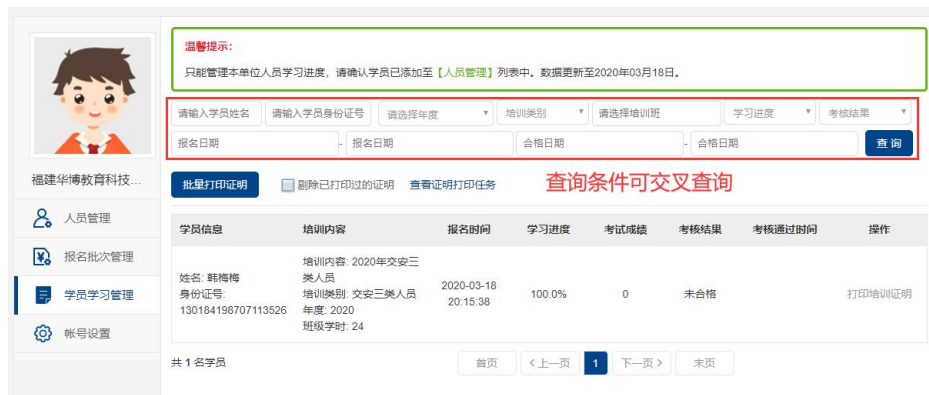 温馨提示：
只能管理本单位人员学习进度，请确认学员已添加至【人员管理】列表中。数据更新至2020年03月18日。
请输入学员姓名 请输入学员身份证号 请选择年度 培训类别 请选择培训班 学习进度 考核结果
报名日期 - 报名日期 合格日期 - 合格日期 查询
福建华博教育科技...
批量打印证明 剔除已打印过的证明 查看证明打印任务 查询条件可交叉查询
人员管理
报名批次管理
学员学习管理
帐号设置
学员信息 培训内容 报名时间 学习进度 考试成绩 考核结果 考核通过时间 操作
姓名: 韩梅梅
身份证号:
130184198707113526
培训内容: 2020年交安三
类人员
培训类别: 交安三类人员
年度: 2020
班级学时: 24
2020-03-18
20:15:38
100.0%
0
未合格
打印培训证明
共 1 名学员 首页 <上一页 1 下一页> 末页